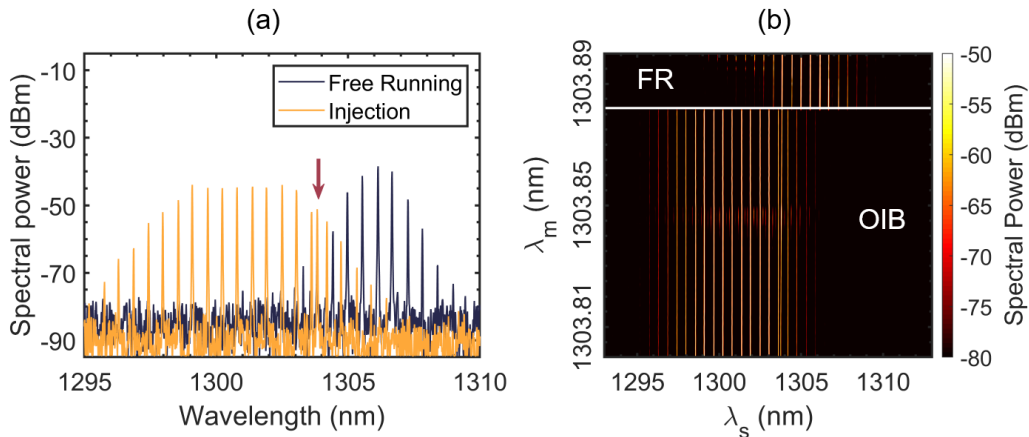 (a)
-10
-30
-50
-70
-90
Spectral power (dBm)
Free Running
Injection
1295
1300
1305
1310
Wavelength (nm)
(b)
1303.89
1303.85
1303.81
λm (nm)
FR
OIB
1295
1300
1305
1310
λs (nm)
-50
-55
-60
-65
-70
-75
-80
Spectral Power (dBm)